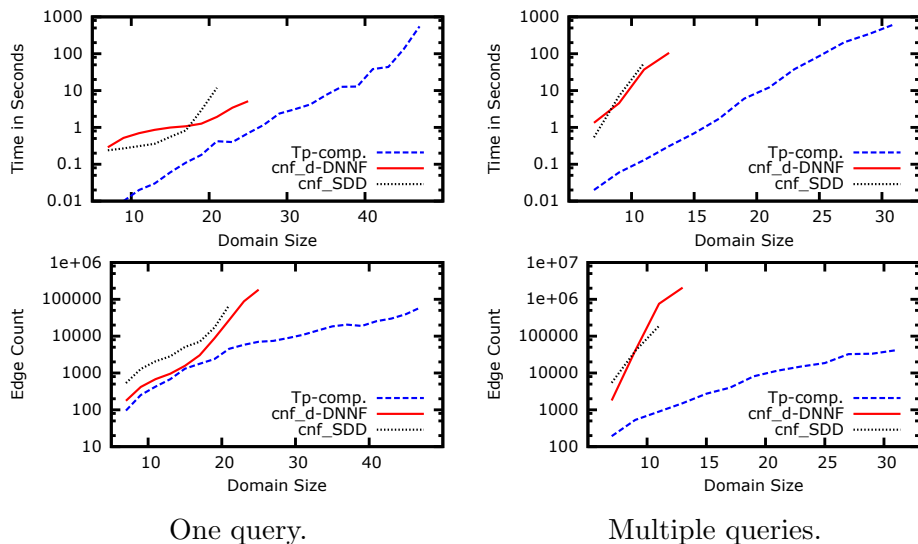 1000
100
10
1
0.1
0.01
Time in Seconds
Tp-comp.
cnf_d-DNNF
cnf_SDD
10 20 30 40
Domain Size
1000
100
10
1
0.1
0.01
Time in Seconds
Tp-comp.
cnf_d-DNNF
cnf_SDD
10 15 20 25 30
Domain Size
1e+06
100000
10000
1000
100
10
Edge Count
Tp-comp.
cnf_d-DNNF
cnf_SDD
10 20 30 40
Domain Size
1e+07
1e+06
100000
10000
1000
100
Edge Count
Tp-comp.
cnf_d-DNNF
cnf_SDD
10 15 20 25 30
Domain Size
One query.
Multiple queries.